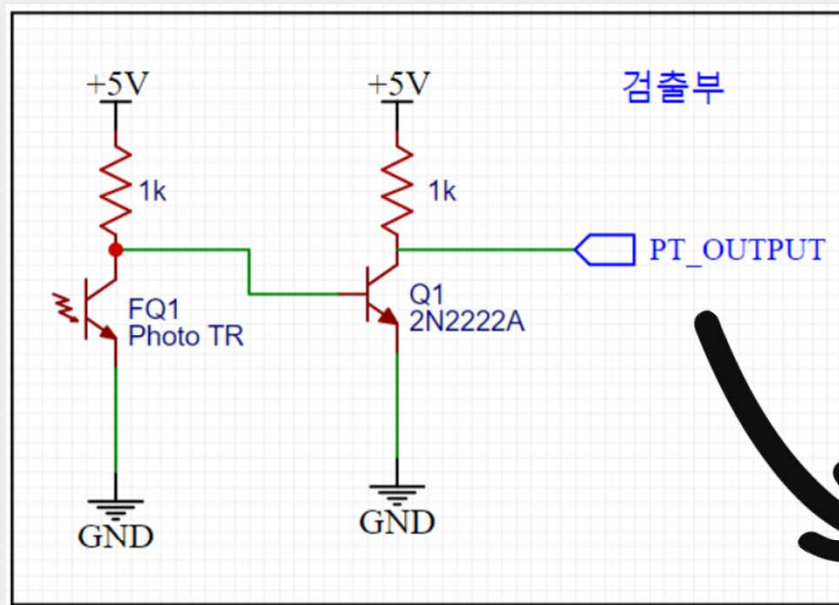 +5V
+5V
검출부
1k
1k
PT_OUTPUT
FQ1
Photo TR
Q1
2N2222A
GND
GND